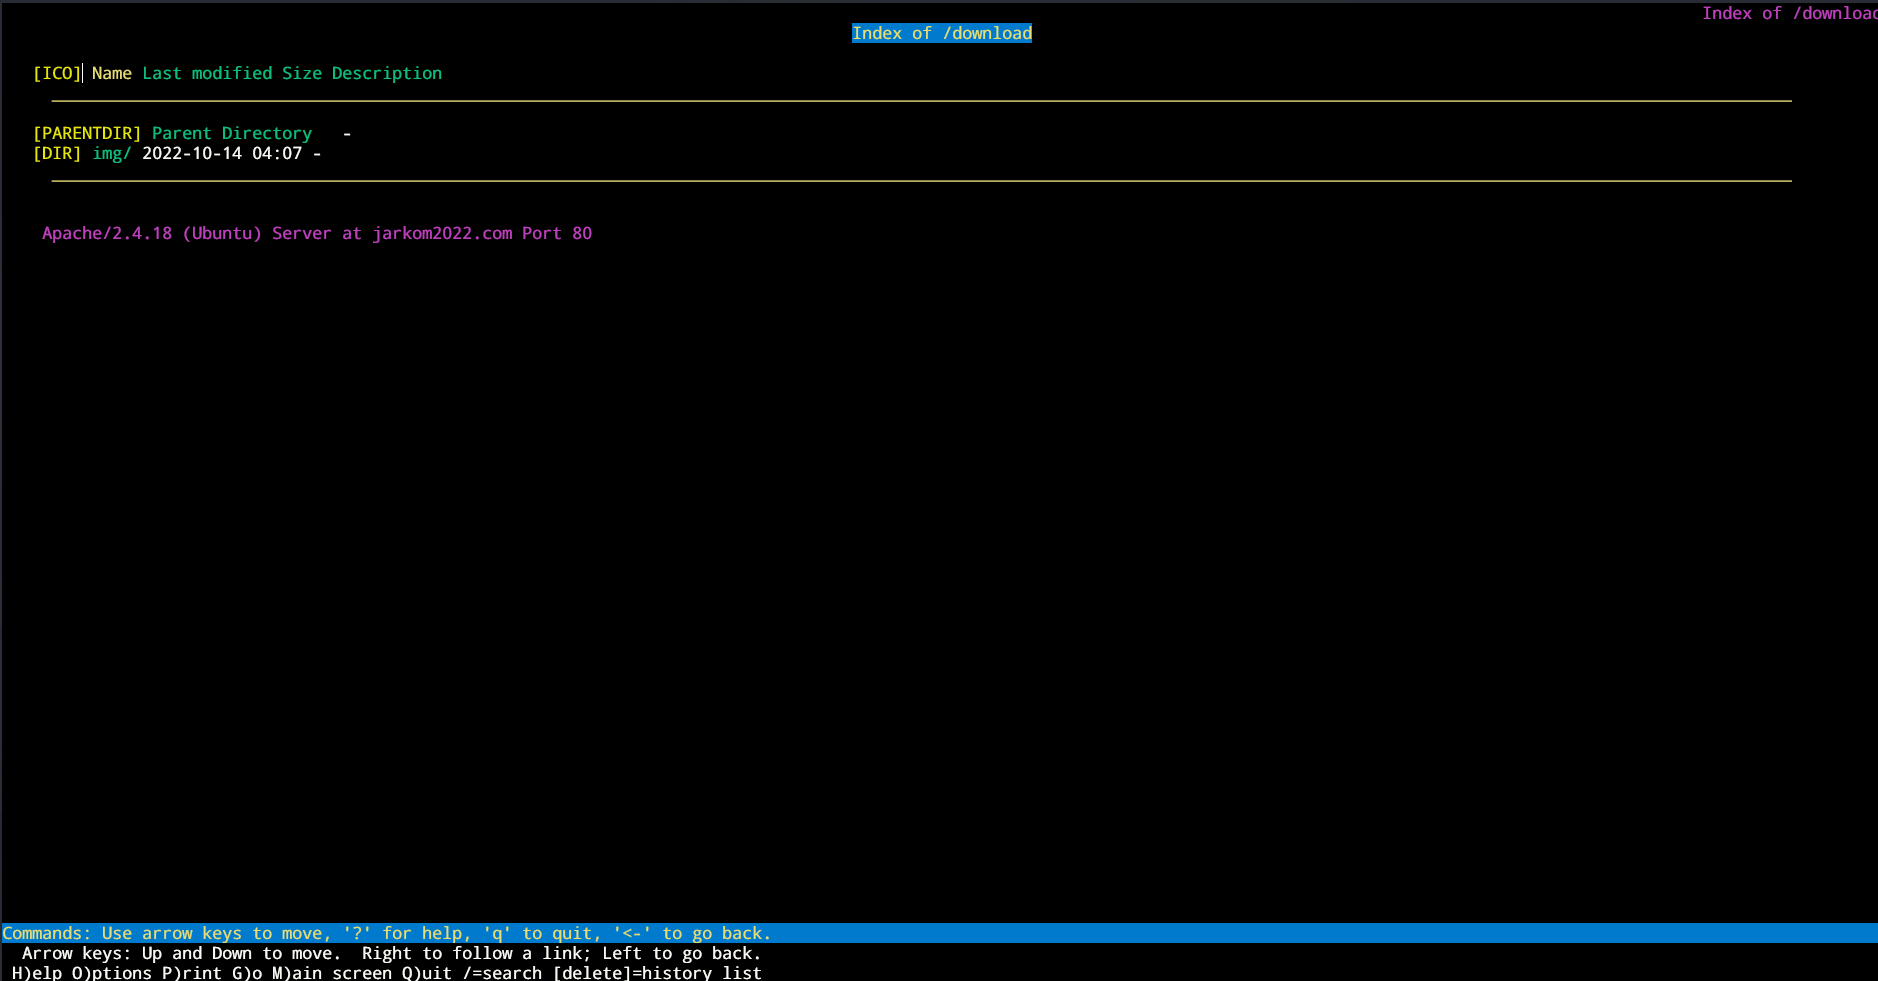 Index of /download
Index of /download
[ICO] Name Last modified Size Description
[PARENTDIR] Parent Directory -
[DIR] img/ 2022-10-14 04:07 -
Apache/2.4.18 (Ubuntu) Server at jarkom2022.com Port 80
Commands: Use arrow keys to move, '?' for help, 'q' to quit, '<-' to go back.
Arrow keys: Up and Down to move. Right to follow a link; Left to go back.
H)elp O)ptions P)rint G)o M)ain screen Q)uit /=search [delete]=history list